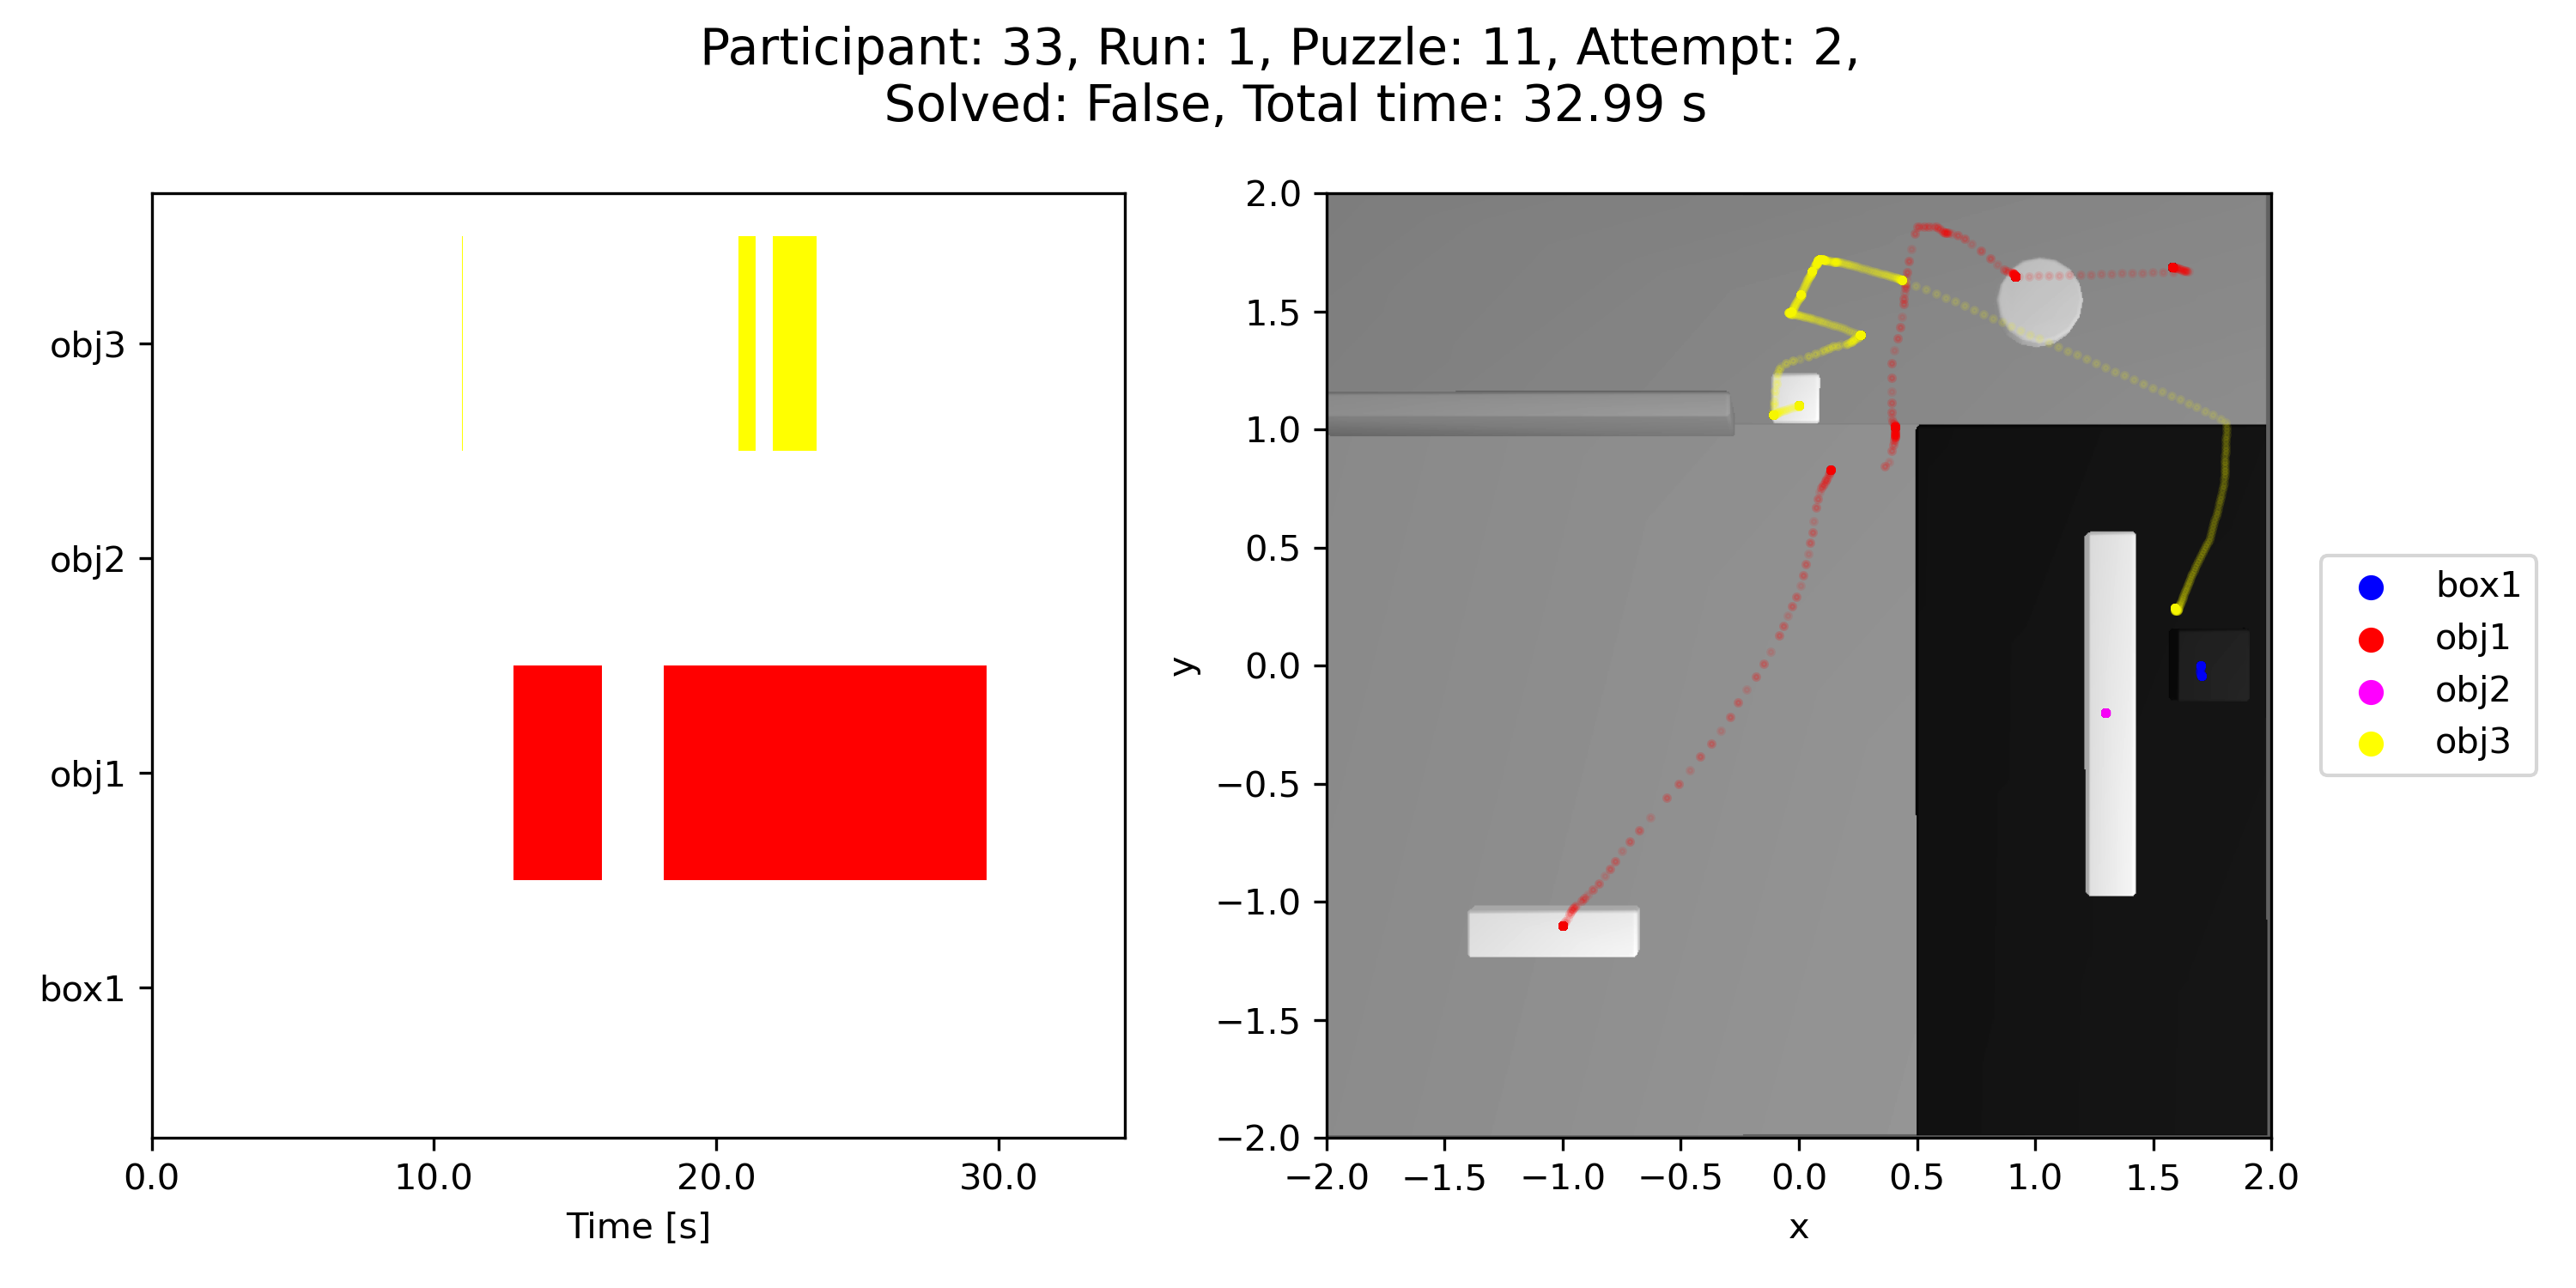 Participant: 33, Run: 1, Puzzle: 11, Attempt: 2,
Solved: False, Total time: 32.99 s
obj3
obj2
obj1
box1
0.0
10.0
20.0
30.0
Time [s]
2.0
1.5
1.0
0.5
0.0
−0.5
−1.0
−1.5
−2.0
y
−2.0
−1.5
−1.0
−0.5
0.0
0.5
1.0
1.5
2.0
x
box1
obj1
obj2
obj3